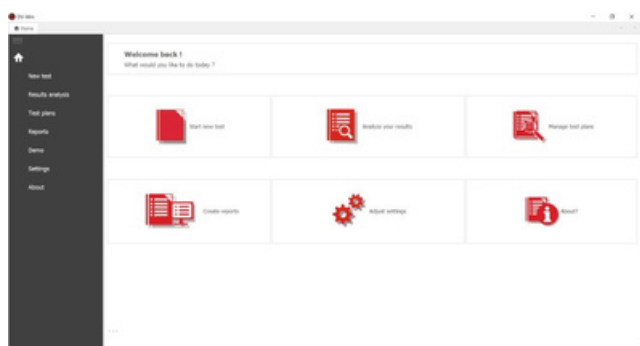 Home
Welcome back !
What would you like to do today ?
New test
Results analysis
Test plans
Reports
Demo
Settings
About
Start new test
Analyze your results
Manage test plans
Create reports
Adjust settings
About?